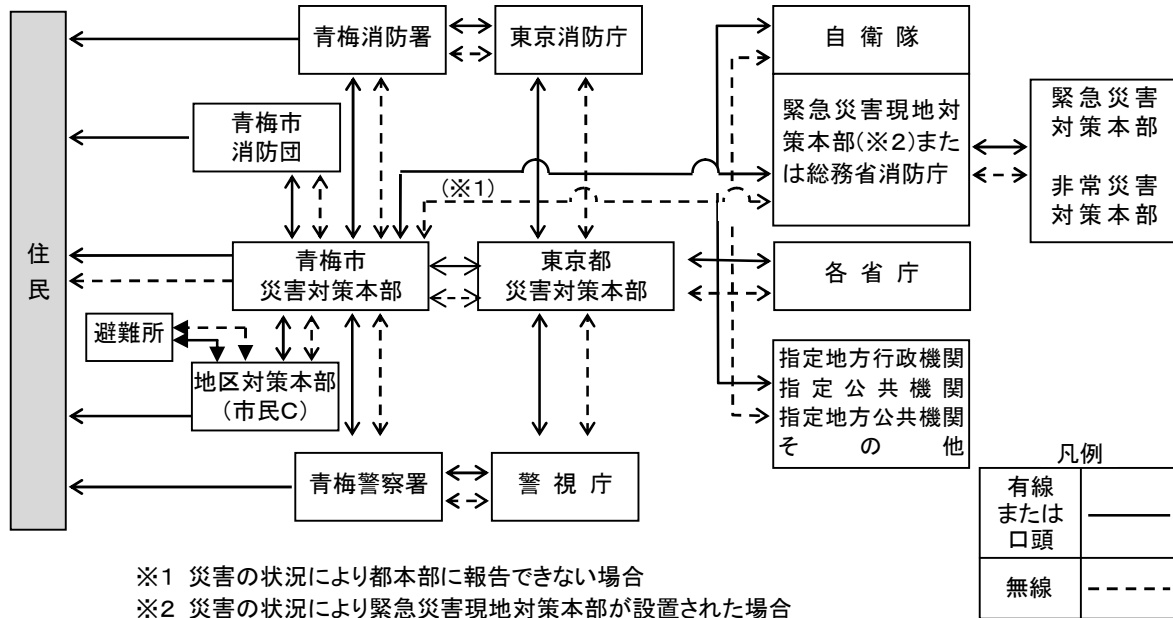 青梅消防署
東京消防庁
自衛隊
青梅市
消防団
緊急災害現地対
策本部(※2)また
は総務省消防庁
緊急災害
対策本部
非常災害
対策本部
(※1)
住
民
青梅市
災害対策本部
東京都
災害対策本部
各省庁
避難所
地区対策本部
(市民C)
指定地方行政機関
指定公共機関
指定地方公共機関
その他
青梅警察署
警視庁
凡例
有線
または
口頭
無線
※1 災害の状況により都本部に報告できない場合
※2 災害の状況により緊急災害現地対策本部が設置された場合